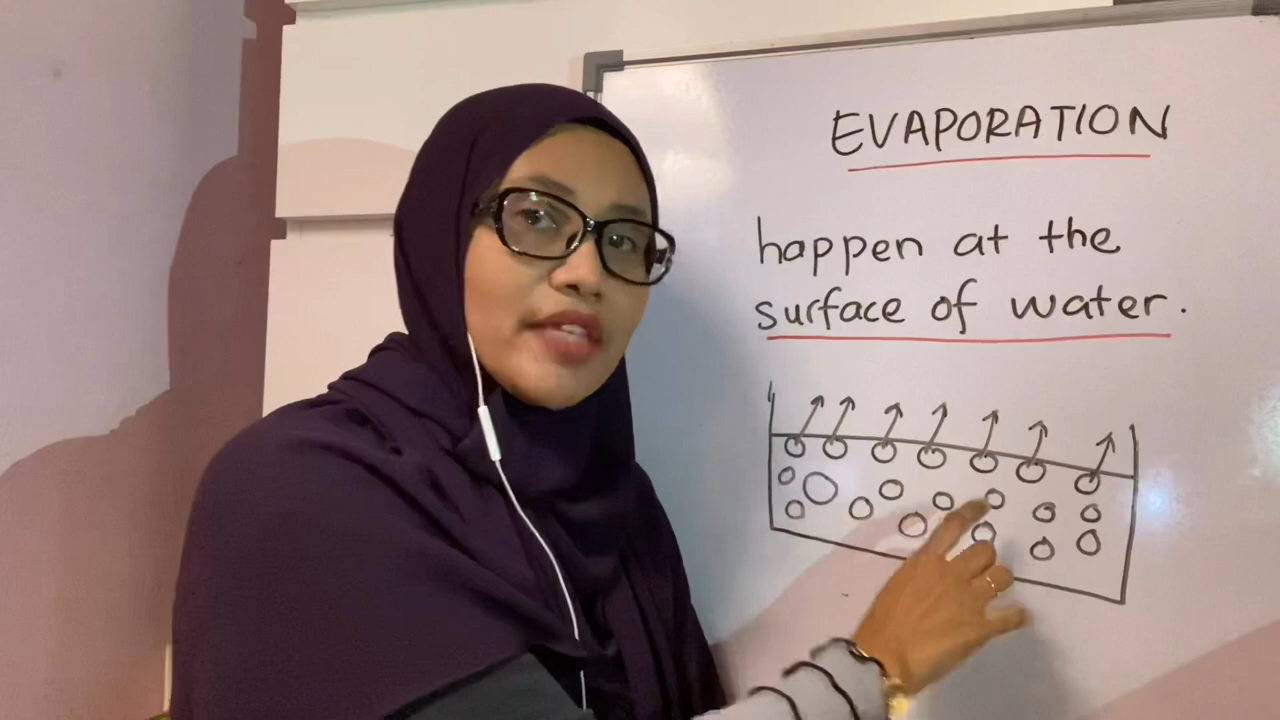 EVAPORATION
happen at the
surface of water.